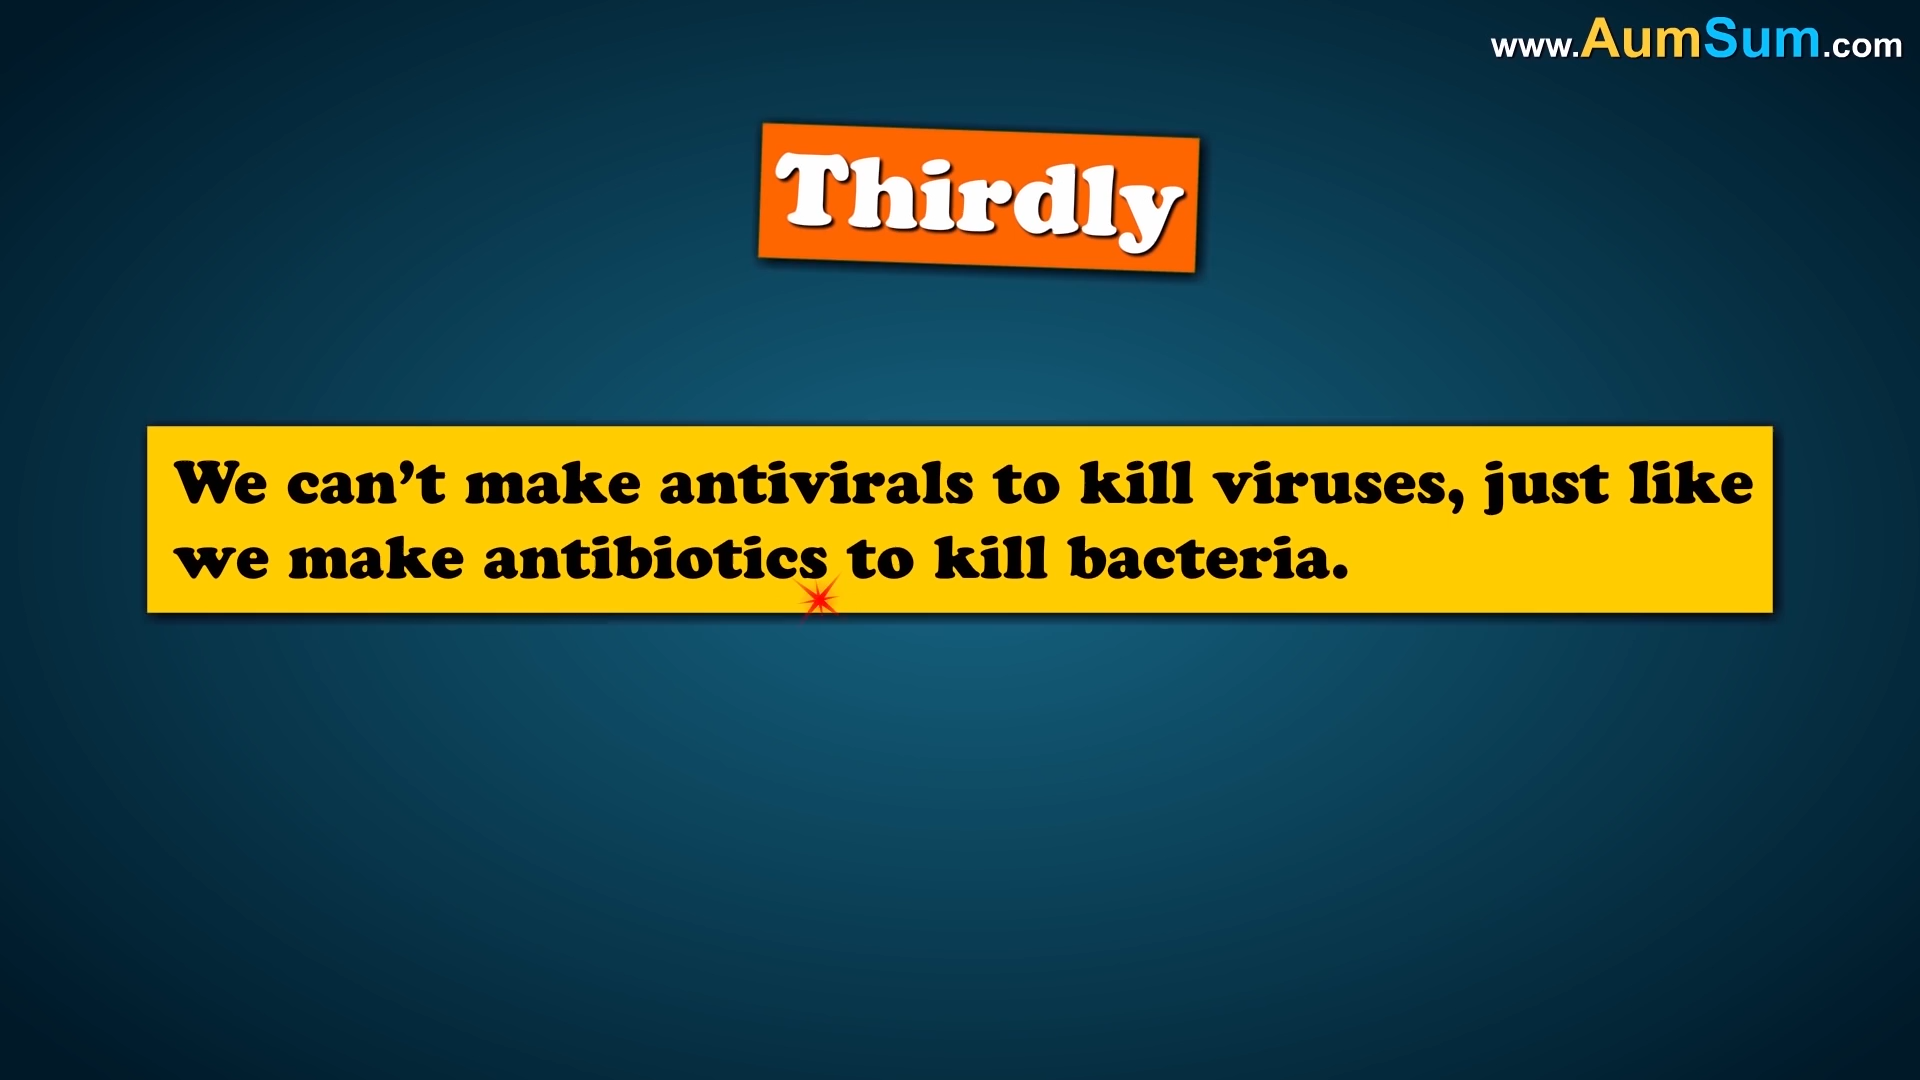 www.AumSum.com
Thirdly
We can’t make antivirals to kill viruses, just like
we make antibiotics to kill bacteria.